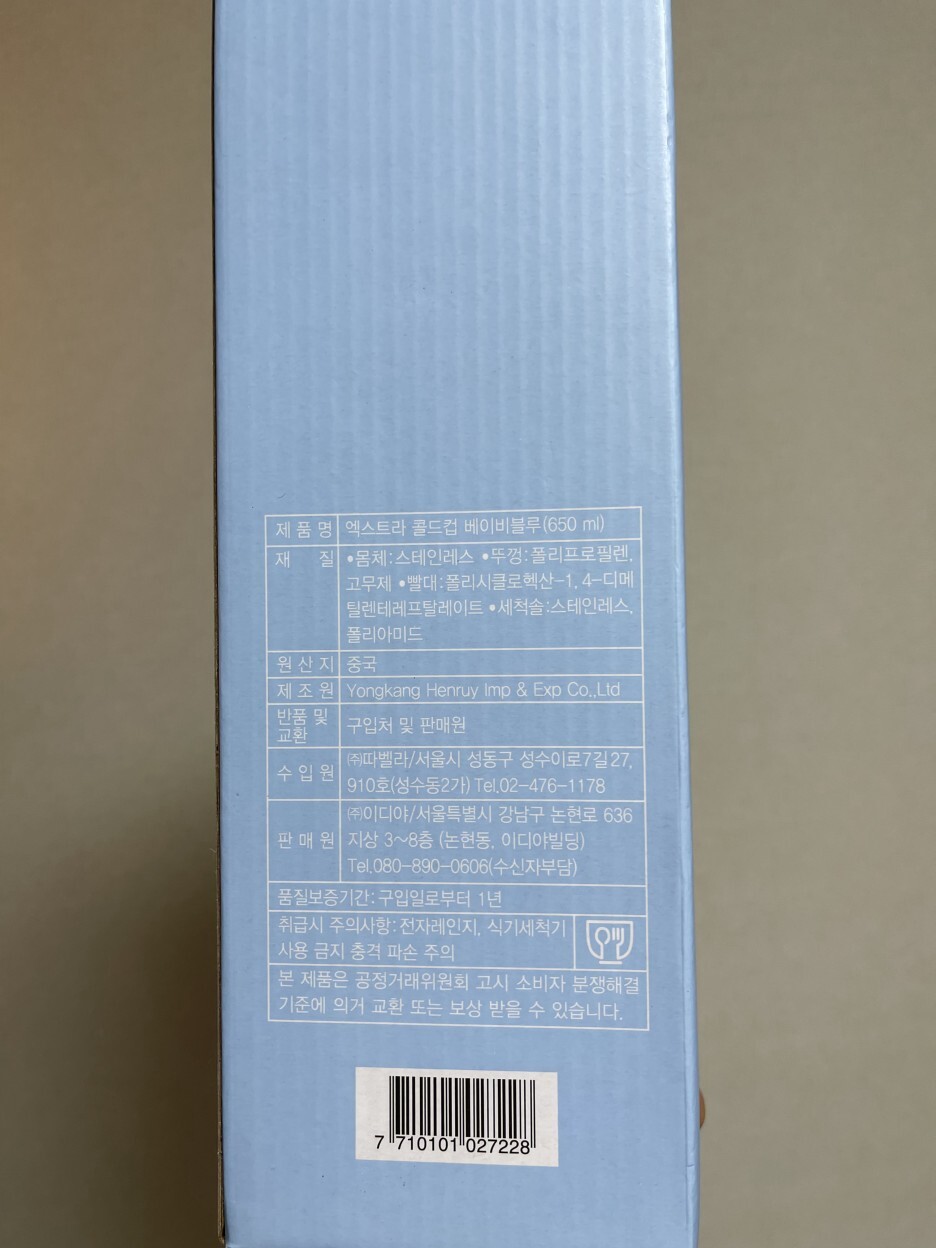 제품명 엑스트라 콜드컵 베이비블루(650 ml)
재 질 •몸체:스테인레스 •뚜껑:폴리프로필렌,
고무제 •빨대:폴리시클로헥산-1, 4-디메
틸렌테레프탈레이트 •세척솔:스테인레스,
폴리아미드
원산지 중국
제조원 Yongkang Henruy Imp & Exp Co.,Ltd
반품 및
교환 구입처 및 판매원
수입원 ㈜따벨라/서울시 성동구 성수이로7길27,
910호(성수동2가) Tel.02-476-1178
판매원 ㈜이디야/서울특별시 강남구 논현로 636
지상 3~8층 (논현동, 이디야빌딩)
Tel.080-890-0606(수신자부담)
품질보증기간:구입일로부터 1년
취급시 주의사항:전자레인지, 식기세척기
사용 금지 충격 파손 주의
본 제품은 공정거래위원회 고시 소비자 분쟁해결
기준에 의거 교환 또는 보상 받을 수 있습니다.
7 710101 027228